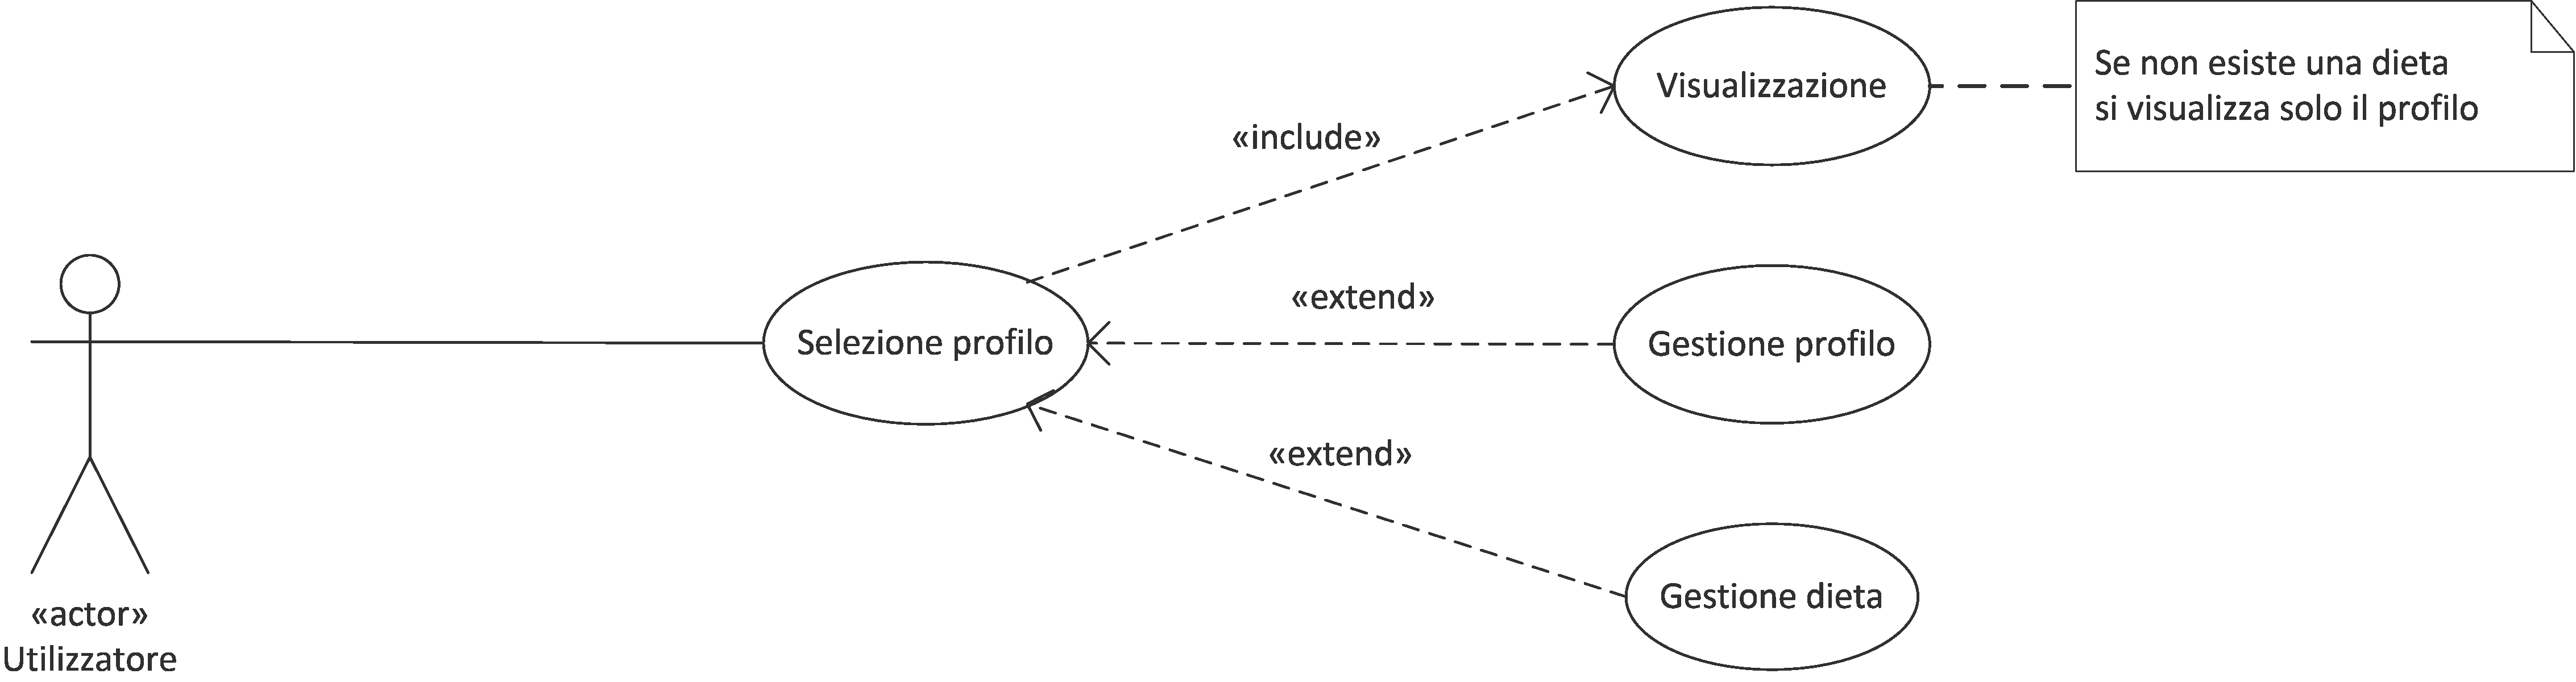 Visualizzazione
Se non esiste una dieta
si visualizza solo il profilo
«include»
«extend»
Selezione profilo
Gestione profilo
«extend»
Gestione dieta
«actor»
Utilizzatore